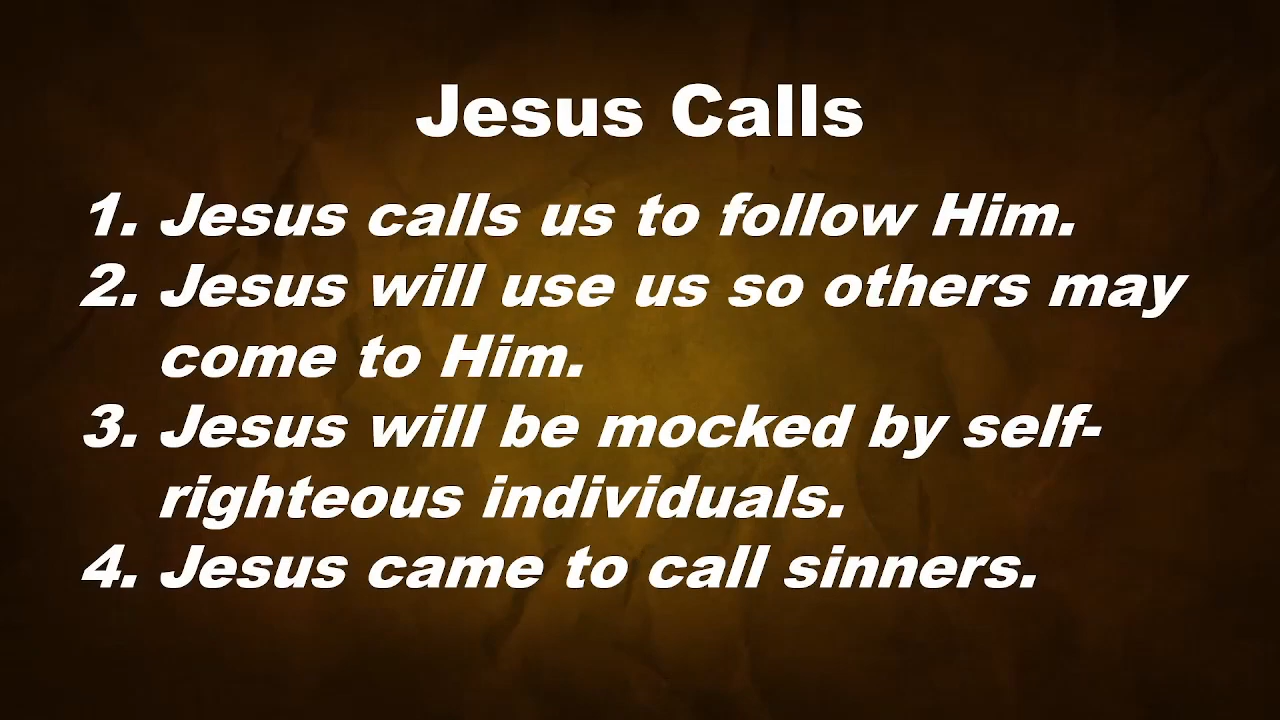 Jesus Calls
1. Jesus calls us to follow Him.
2. Jesus will use us so others may
come to Him.
3. Jesus will be mocked by self-
righteous individuals.
4. Jesus came to call sinners.